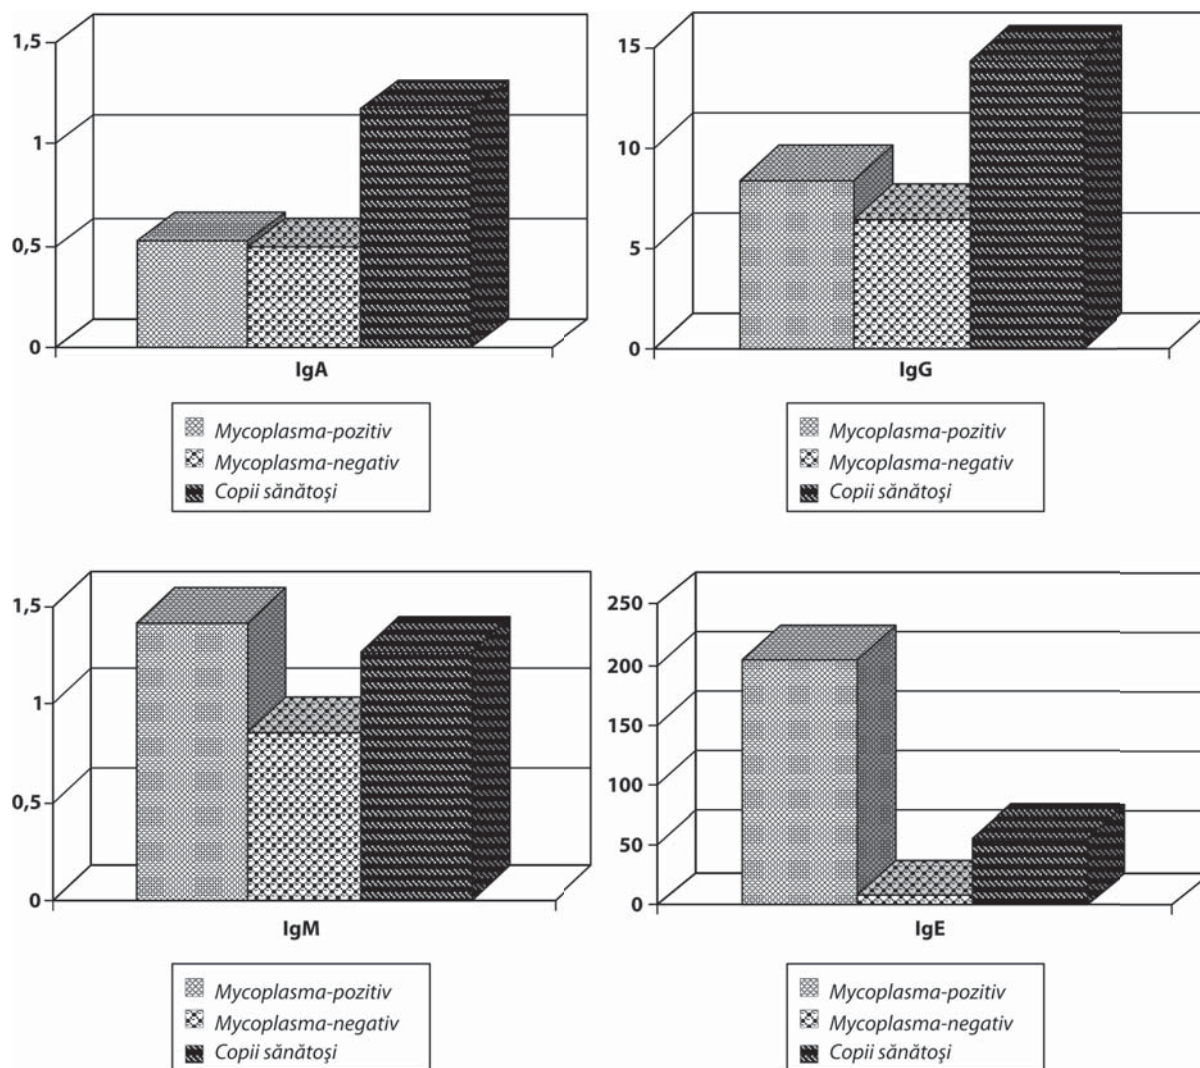 1,5
1
0,5
0
IgA
Mycoplasma-pozitiv
Mycoplasma-negativ
Copii sănătoşi
15
10
5
0
IgG
Mycoplasma-pozitiv
Mycoplasma-negativ
Copii sănătoşi
1,5
1
0,5
0
IgM
Mycoplasma-pozitiv
Mycoplasma-negativ
Copii sănătoşi
250
200
150
100
50
0
IgE
Mycoplasma-pozitiv
Mycoplasma-negativ
Copii sănătoşi